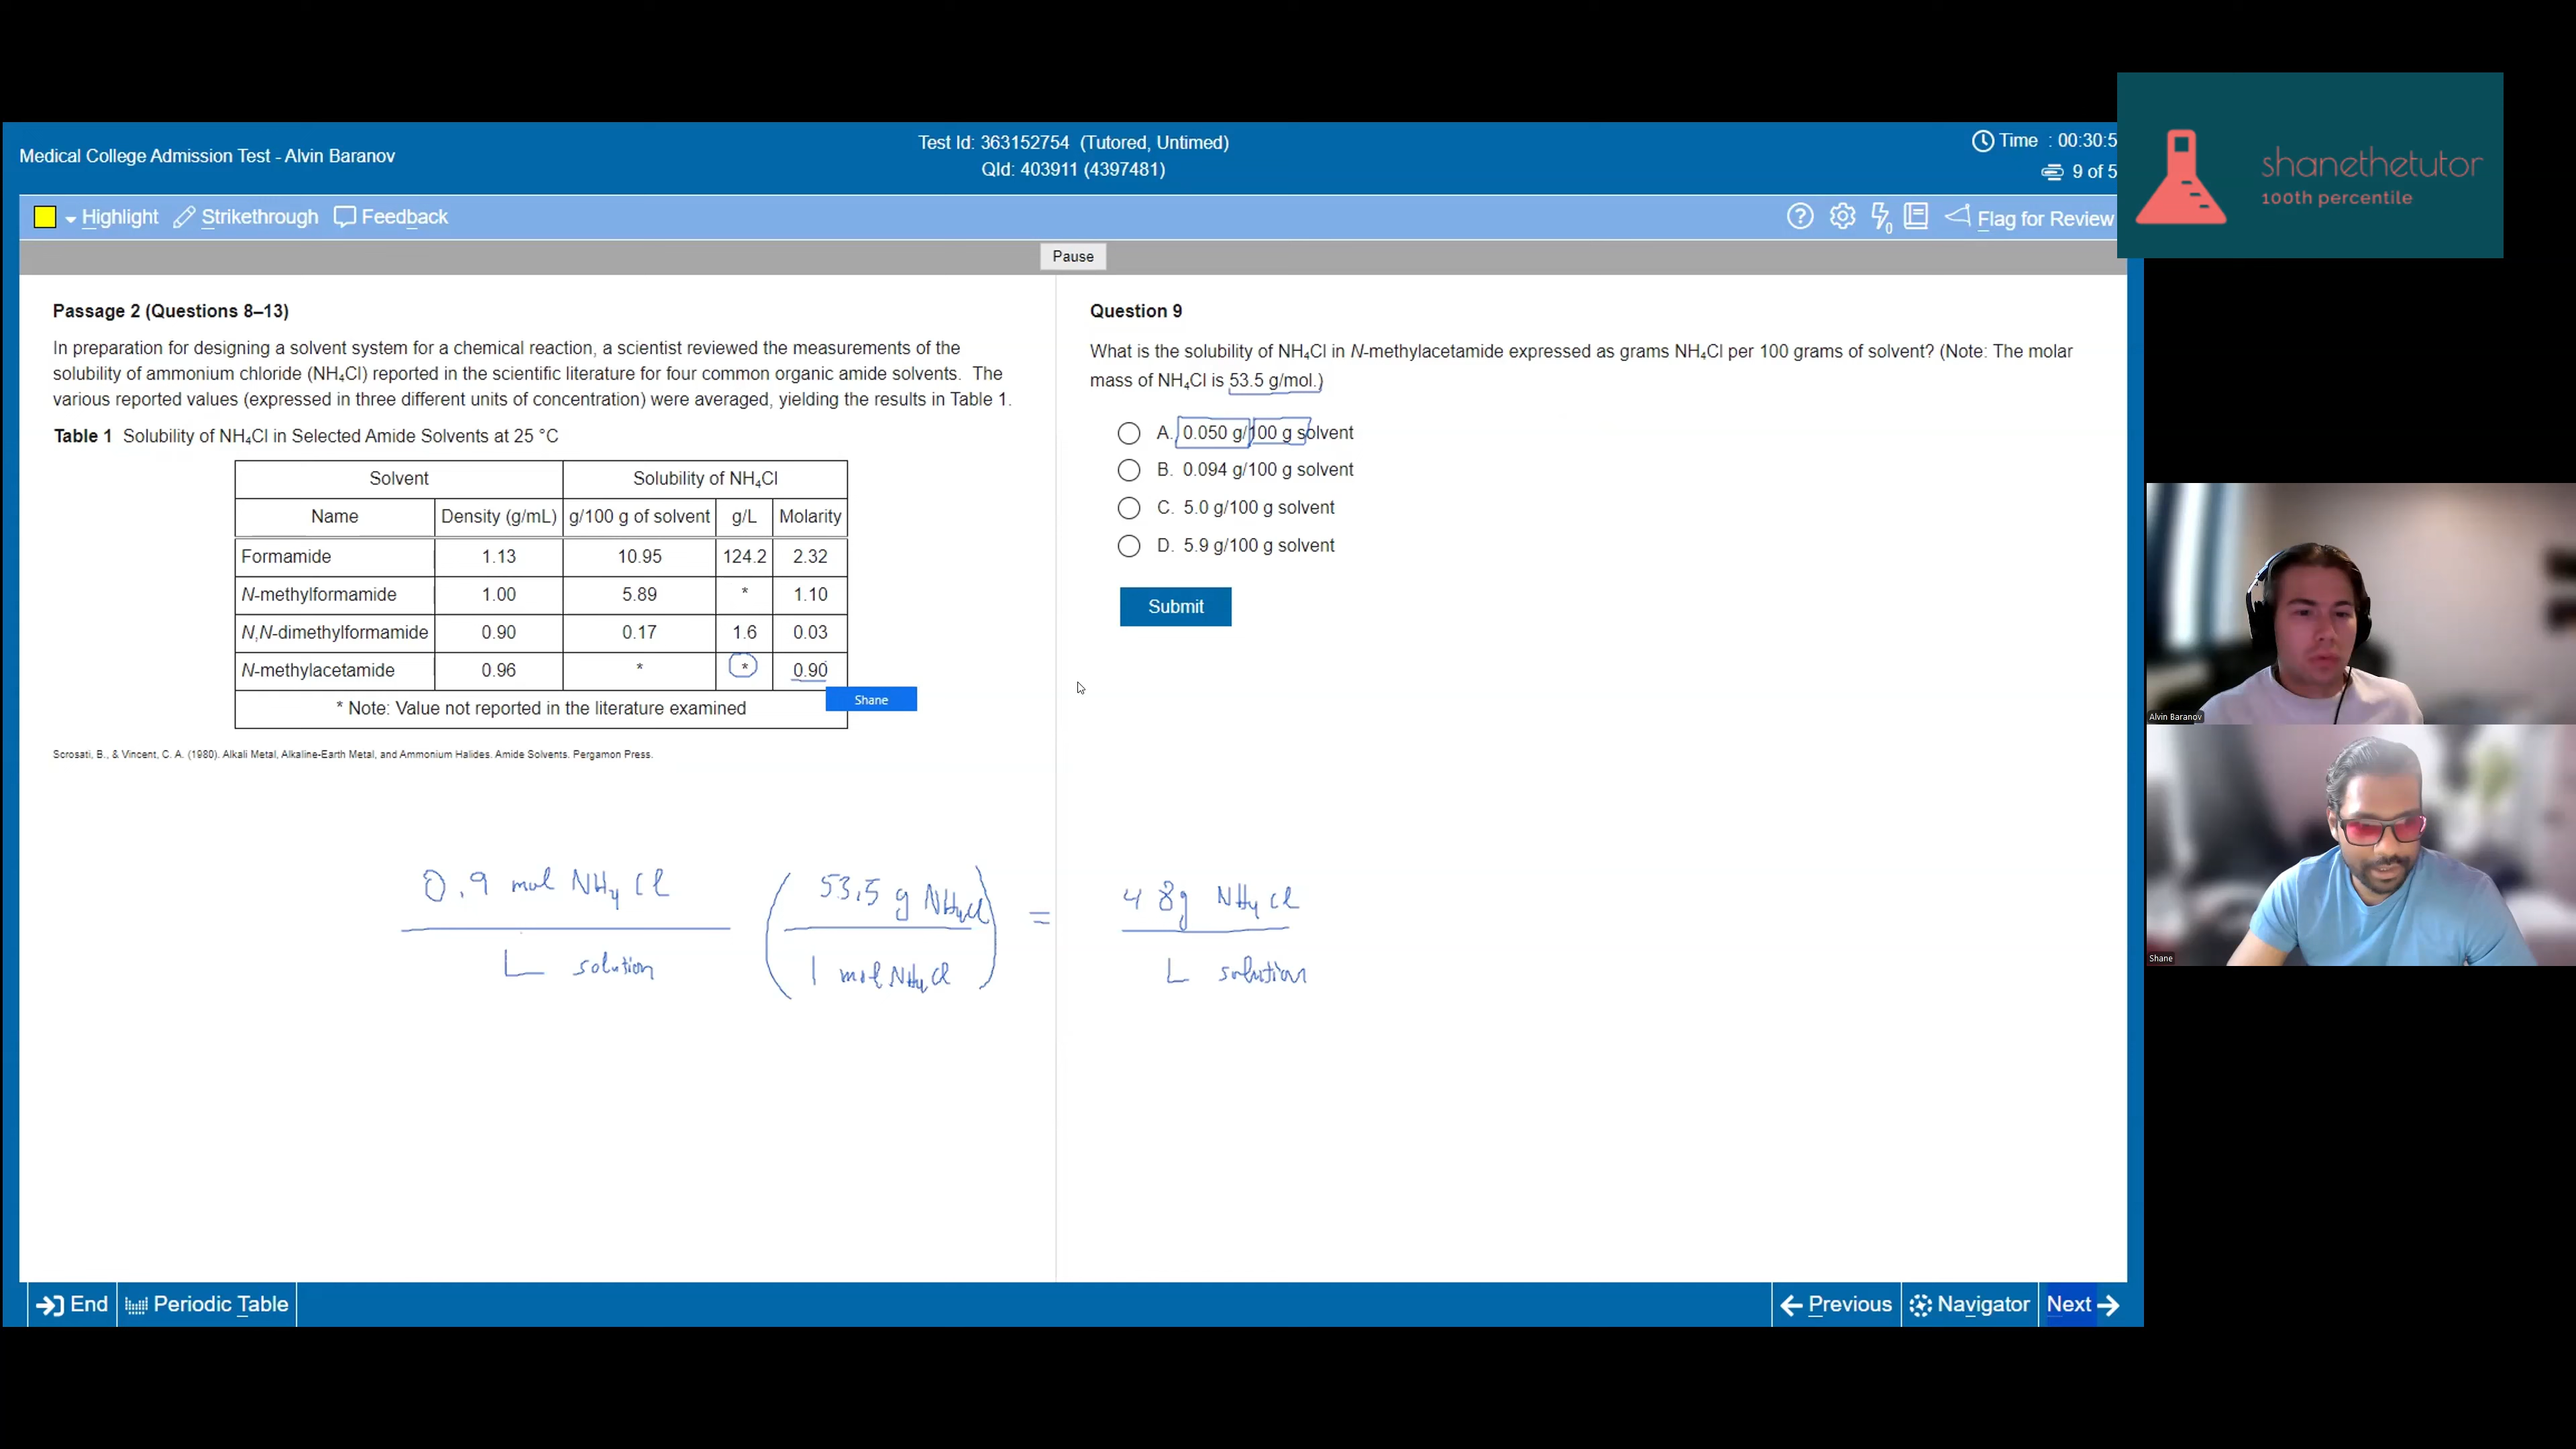 shanethetutor
100th percentile
Medical College Admission Test - Alvin Baranov
Test Id: 363152754 (Tutored, Untimed)
QId: 403911 (4397481)
Time : 00:30:5
9 of 5
Highlight Strikethrough Feedback
0 Flag for Review
Pause
Passage 2 (Questions 8–13)
In preparation for designing a solvent system for a chemical reaction, a scientist reviewed the measurements of the
solubility of ammonium chloride (NH₄Cl) reported in the scientific literature for four common organic amide solvents. The
various reported values (expressed in three different units of concentration) were averaged, yielding the results in Table 1.
Table 1 Solubility of NH₄Cl in Selected Amide Solvents at 25 °C
Solvent Solubility of NH₄Cl
Name Density (g/mL) g/100 g of solvent g/L Molarity
Formamide 1.13 10.95 124.2 2.32
N-methylformamide 1.00 5.89 * 1.10
N,N-dimethylformamide 0.90 0.17 1.6 0.03
N-methylacetamide 0.96 * * 0.90
Shane
* Note: Value not reported in the literature examined
Scrosati, B., & Vincent, C. A. (1980). Alkali Metal, Alkaline-Earth Metal, and Ammonium Halides. Amide Solvents. Pergamon Press.
Question 9
What is the solubility of NH₄Cl in N-methylacetamide expressed as grams NH₄Cl per 100 grams of solvent? (Note: The molar
mass of NH₄Cl is 53.5 g/mol.)
A. 0.050 g/100 g solvent
B. 0.094 g/100 g solvent
C. 5.0 g/100 g solvent
D. 5.9 g/100 g solvent
Submit
0.9 mol NH₄Cl
L solution
( 53.5 g NH₄Cl
1 mol NH₄Cl )
=
48g NH₄Cl
L solution
Alvin Baranov
Shane
End Periodic Table
Previous Navigator Next